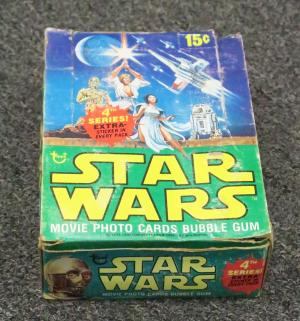 15¢
4TH
SERIES!
EXTRA
STICKER IN
EVERY PACK
STAR
WARS
MOVIE PHOTO CARDS BUBBLE GUM
STAR
WARS
MOVIE PHOTO CARDS BUBBLE GUM
4TH
SERIES!
EXTRA